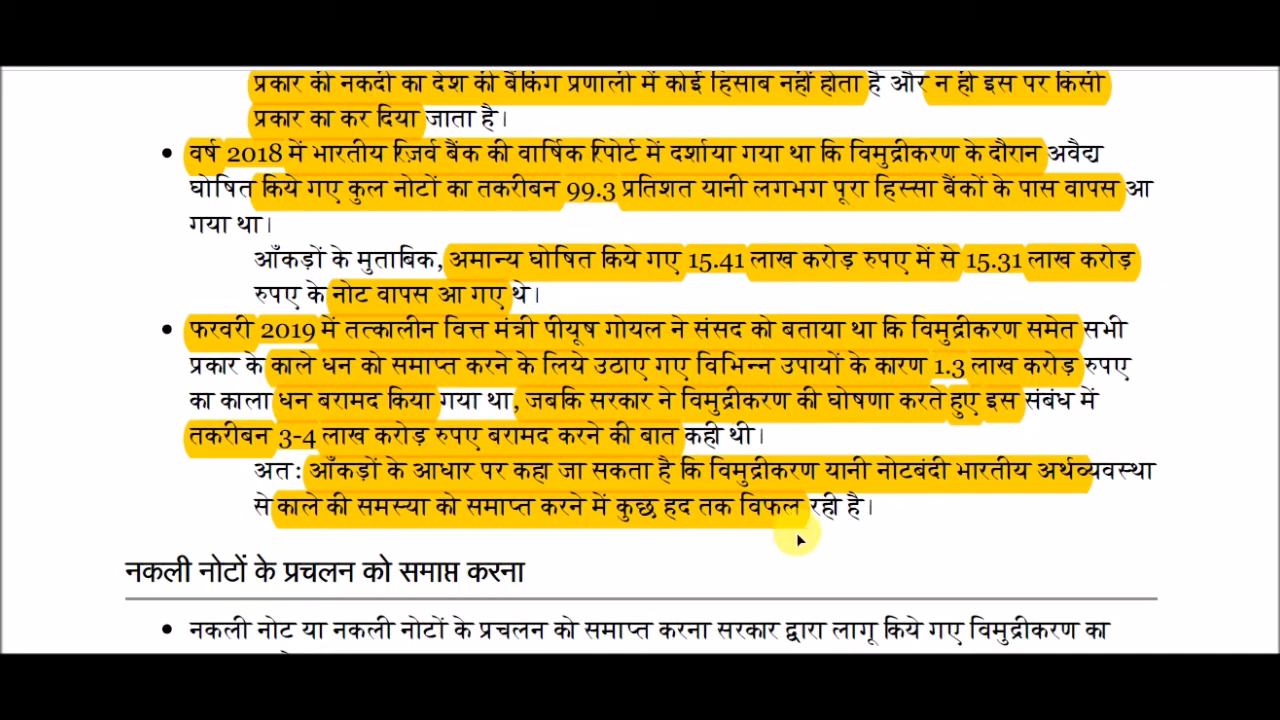 प्रकार की नकदी का देश की बैंकिंग प्रणाली में कोई हिसाब नहीं होता है और न ही इस पर किसी
प्रकार का कर दिया जाता है।
• वर्ष 2018 में भारतीय रिज़र्व बैंक की वार्षिक रिपोर्ट में दर्शाया गया था कि विमुद्रीकरण के दौरान अवैद्य
घोषित किये गए कुल नोटों का तकरीबन 99.3 प्रतिशत यानी लगभग पूरा हिस्सा बैंकों के पास वापस आ
गया था।
आँकड़ों के मुताबिक, अमान्य घोषित किये गए 15.41 लाख करोड़ रुपए में से 15.31 लाख करोड़
रुपए के नोट वापस आ गए थे।
• फरवरी 2019 में तत्कालीन वित्त मंत्री पीयूष गोयल ने संसद को बताया था कि विमुद्रीकरण समेत सभी
प्रकार के काले धन को समाप्त करने के लिये उठाए गए विभिन्न उपायों के कारण 1.3 लाख करोड़ रुपए
का काला धन बरामद किया गया था, जबकि सरकार ने विमुद्रीकरण की घोषणा करते हुए इस संबंध में
तकरीबन 3-4 लाख करोड़ रुपए बरामद करने की बात कही थी।
अत: आँकड़ों के आधार पर कहा जा सकता है कि विमुद्रीकरण यानी नोटबंदी भारतीय अर्थव्यवस्था
से काले की समस्या को समाप्त करने में कुछ हद तक विफल रही है।
नकली नोटों के प्रचलन को समाप्त करना
• नकली नोट या नकली नोटों के प्रचलन को समाप्त करना सरकार द्वारा लागू किये गए विमुद्रीकरण का